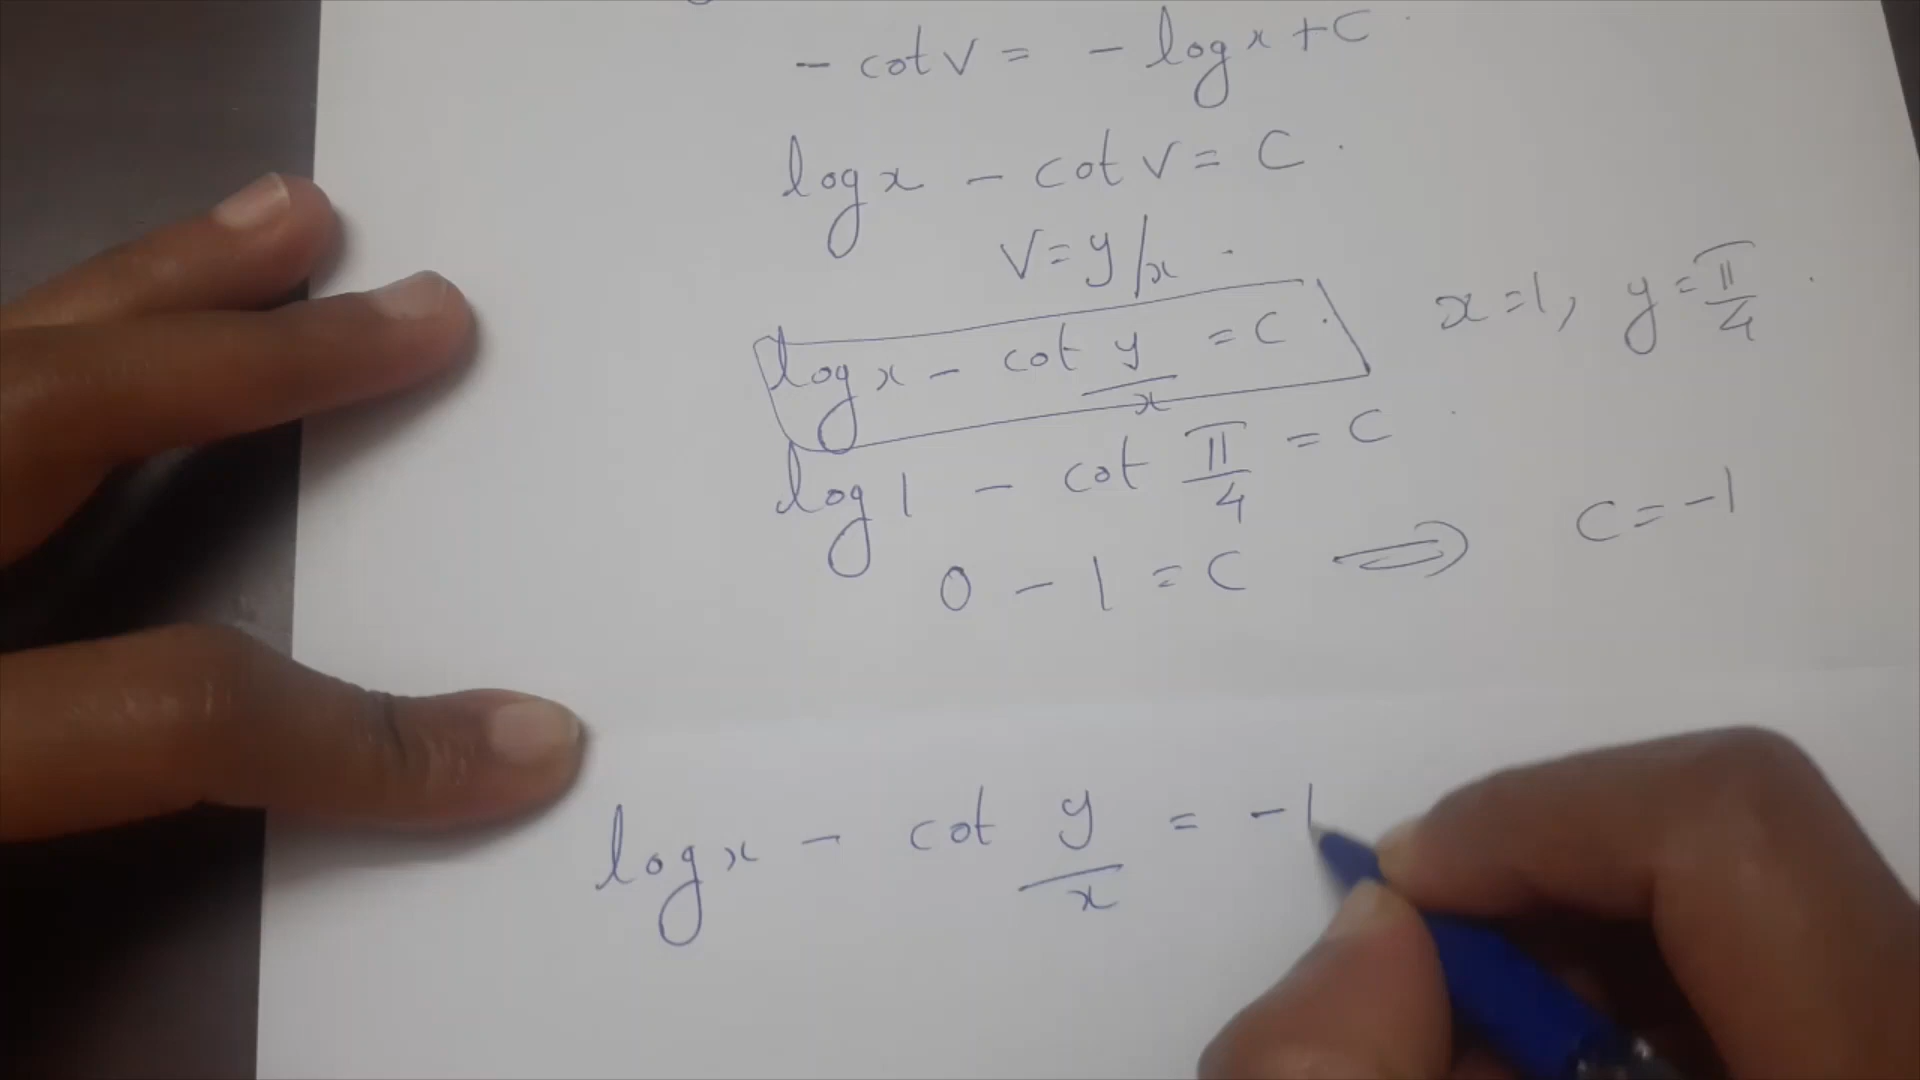 - cot v = - log x + C
log x - cot v = C
v = y/x
log x - cot y/x = C. x = 1, y = π/4
log 1 - cot π/4 = C
0 - 1 = C ⟹ C = -1
log x - cot y/x = -1